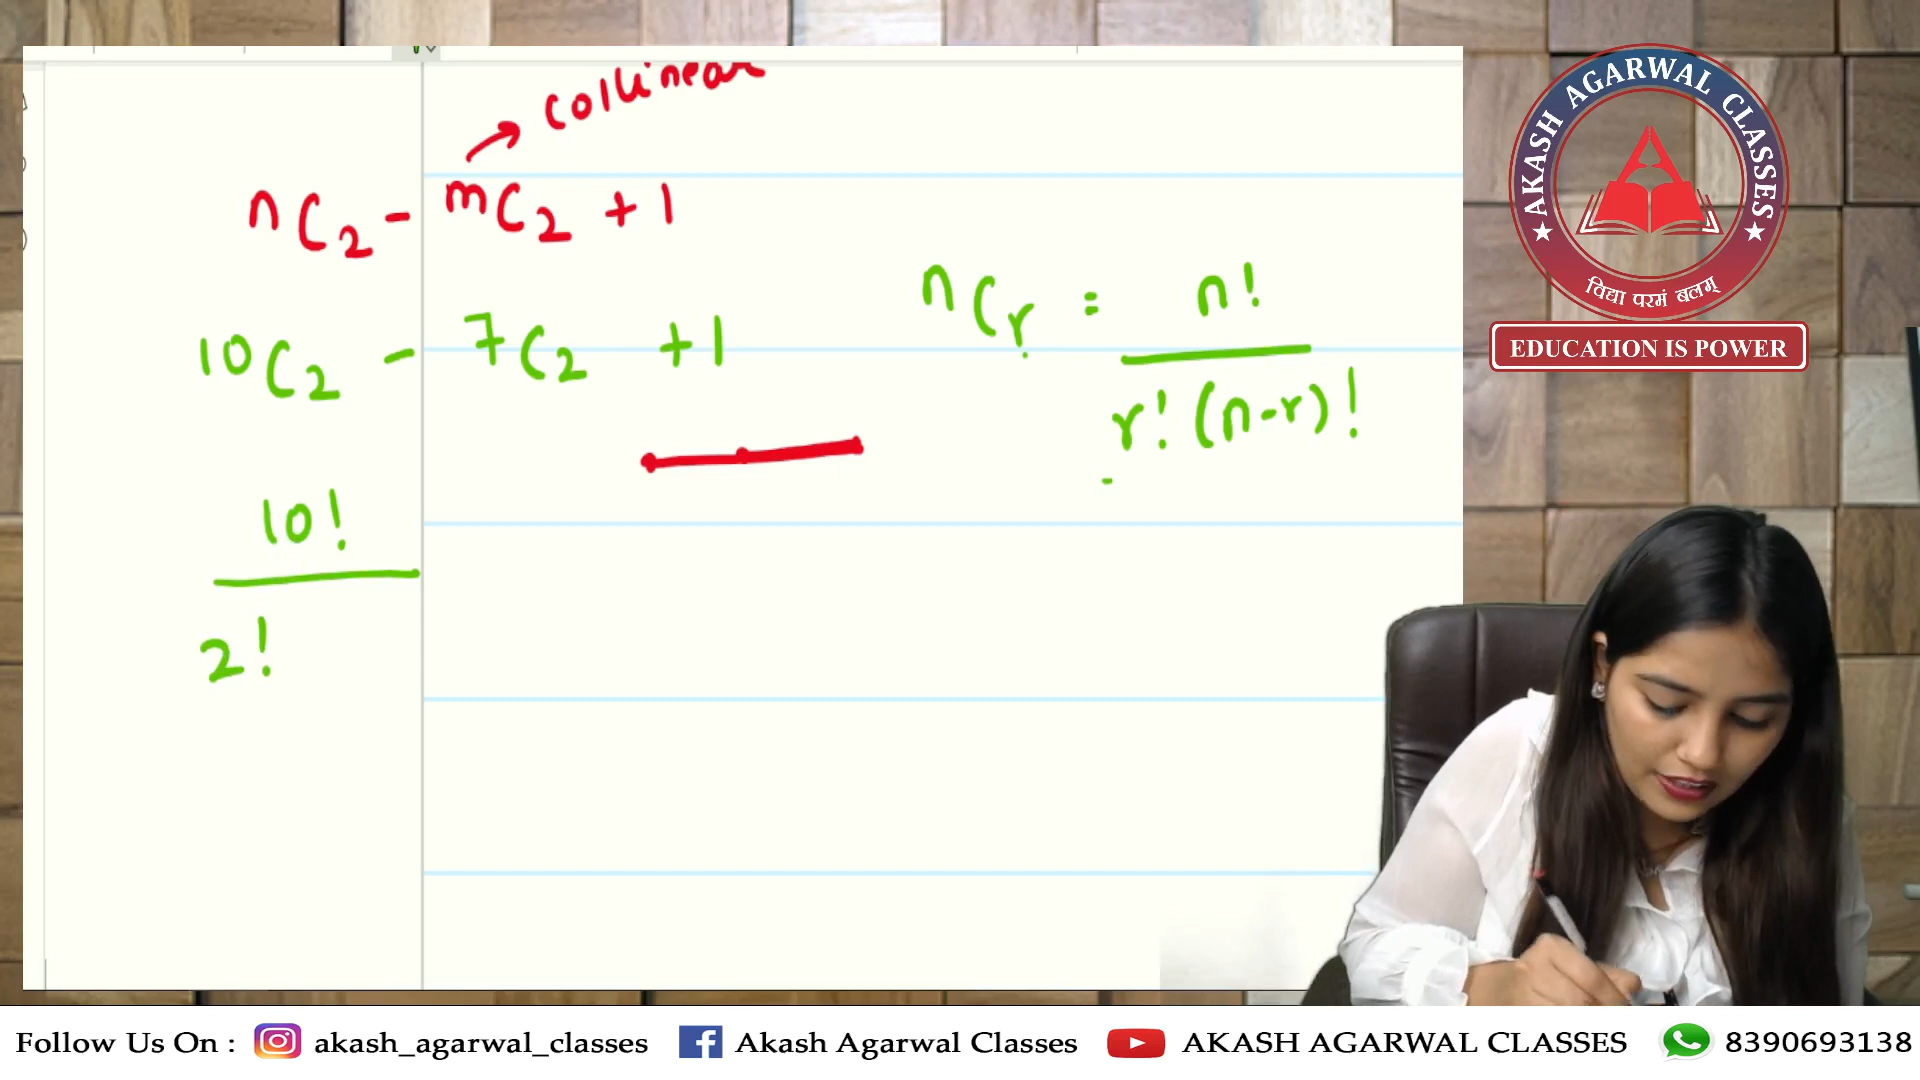 collinear
nC2 - mC2 + 1
10C2 - 7C2 + 1
nCr = n!
r! (n-r)!
10!
2!
★ AKASH AGARWAL CLASSES ★
विद्या परमं बलम्
EDUCATION IS POWER
Follow Us On : akash_agarwal_classes Akash Agarwal Classes AKASH AGARWAL CLASSES 8390693138